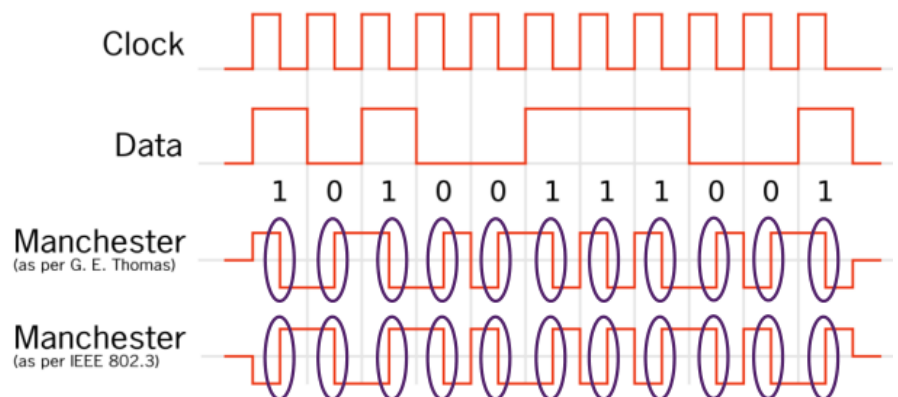 Clock
Data
1 0 1 0 0 1 1 1 0 0 1
Manchester
(as per G. E. Thomas)
Manchester
(as per IEEE 802.3)